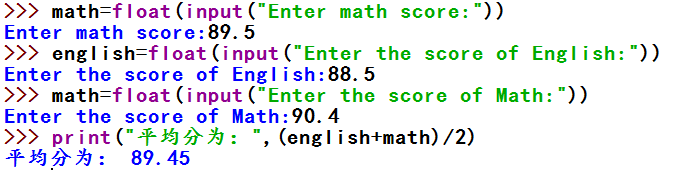 >>> math=float(input("Enter math score:"))
Enter math score:89.5
>>> english=float(input("Enter the score of English:"))
Enter the score of English:88.5
>>> math=float(input("Enter the score of Math:"))
Enter the score of Math:90.4
>>> print("平均分为: ",(english+math)/2)
平均分为:  89.45